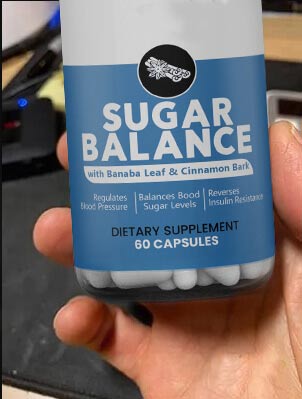 SUGAR
BALANCE
with Banaba Leaf & Cinnamon Bark
Regulates Blood Pressure
Balances Bood Sugar Levels
Reverses Insulin Resistance
DIETARY SUPPLEMENT
60 CAPSULES